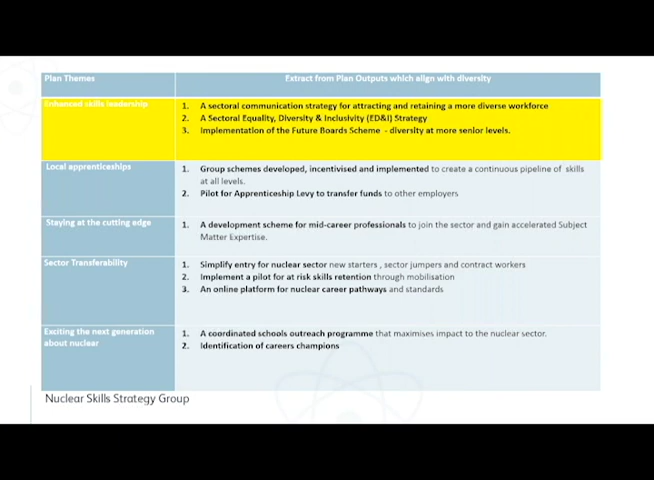 Plan Themes
Extract from Plan Outputs which align with diversity
Enhanced skills leadership
1. A sectoral communication strategy for attracting and retaining a more diverse workforce
2. A Sectoral Equality, Diversity & Inclusivity (ED&I) Strategy
3. Implementation of the Future Boards Scheme - diversity at more senior levels.
Local apprenticeships
1. Group schemes developed, incentivised and implemented to create a continuous pipeline of skills
at all levels.
2. Pilot for Apprenticeship Levy to transfer funds to other employers
Staying at the cutting edge
1. A development scheme for mid-career professionals to join the sector and gain accelerated Subject
Matter Expertise.
Sector Transferability
1. Simplify entry for nuclear sector new starters , sector jumpers and contract workers
2. Implement a pilot for at risk skills retention through mobilisation
3. An online platform for nuclear career pathways and standards
Exciting the next generation
about nuclear
1. A coordinated schools outreach programme that maximises impact to the nuclear sector.
2. Identification of careers champions
Nuclear Skills Strategy Group